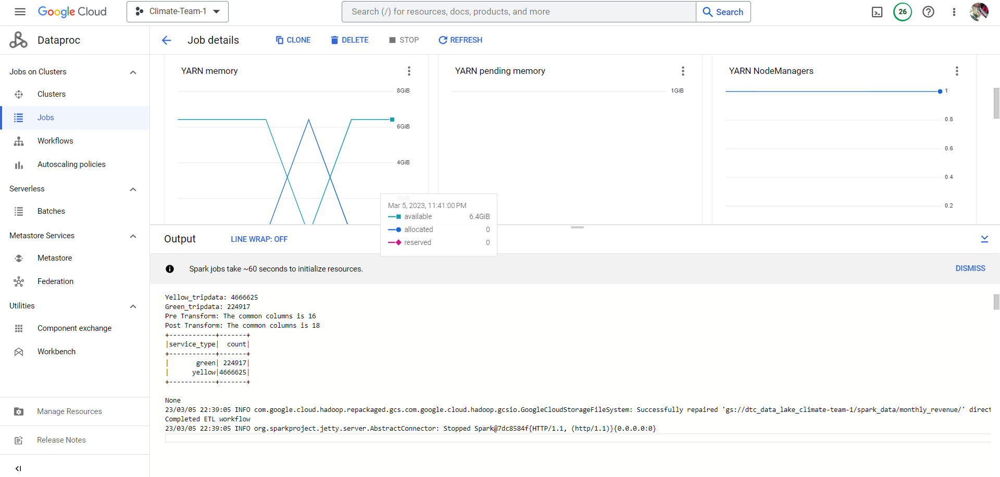 Google Cloud
Climate-Team-1
Search (/) for resources, docs, products, and more
Search
26
Dataproc
Job details
CLONE
DELETE
STOP
REFRESH
Jobs on Clusters
Clusters
Jobs
Workflows
Autoscaling policies
Serverless
Batches
Metastore Services
Metastore
Federation
Utilities
Component exchange
Workbench
Manage Resources
Release Notes
YARN memory
8GiB
6GiB
4GiB
2GiB
YARN pending memory
1GiB
YARN NodeManagers
1
0.8
0.6
0.4
0.2
Mar 5, 2023, 11:41:00 PM
available 6.4GiB
allocated 0
reserved 0
Output
LINE WRAP: OFF
Spark jobs take ~60 seconds to initialize resources.
DISMISS
Yellow_tripdata: 4666625
Green_tripdata: 224917
Pre Transform: The common columns is 16
Post Transform: The common columns is 18
+------------+-------+
|service_type|  count|
+------------+-------+
|       green| 224917|
|      yellow|4666625|
+------------+-------+
None
23/03/05 22:39:05 INFO com.google.cloud.hadoop.repackaged.gcs.com.google.cloud.hadoop.gcsio.GoogleCloudStorageFileSystem: Successfully repaired 'gs://dtc_data_lake_climate-team-1/spark_data/monthly_revenue/' direct
Completed ETL workflow
23/03/05 22:39:05 INFO org.sparkproject.jetty.server.AbstractConnector: Stopped Spark@7dc8584f{HTTP/1.1, (http/1.1)}{0.0.0.0:0}